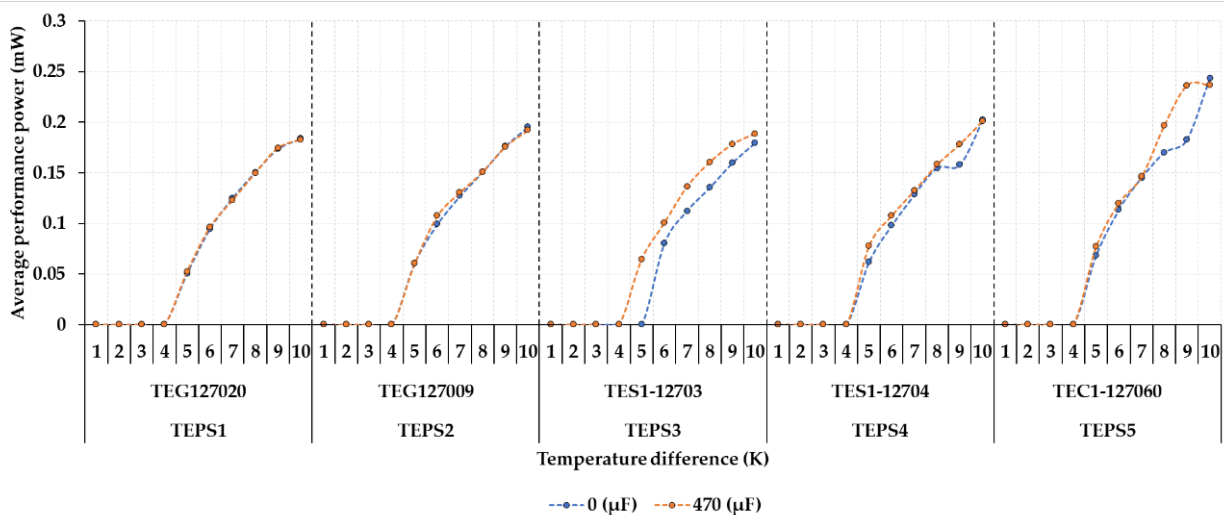 Average performance power (mW)
0.3
0.25
0.2
0.15
0.1
0.05
0
1 2 3 4 5 6 7 8 9 10 1 2 3 4 5 6 7 8 9 10 1 2 3 4 5 6 7 8 9 10 1 2 3 4 5 6 7 8 9 10 1 2 3 4 5 6 7 8 9 10
TEG127020 TEG127009 TES1-12703 TES1-12704 TEC1-127060
TEPS1 TEPS2 TEPS3 TEPS4 TEPS5
Temperature difference (K)
0 (µF) 470 (µF)